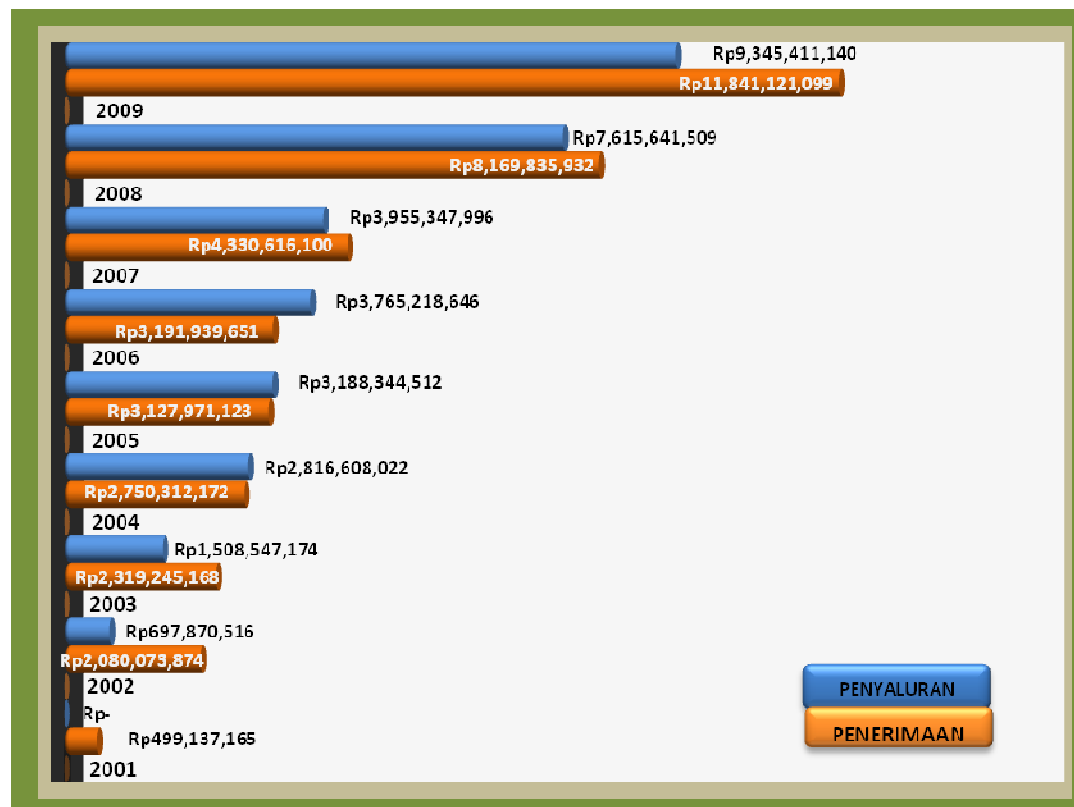 Rp9,345,411,140
Rp11,841,121,099
2009
Rp7,615,641,509
Rp8,169,835,932
2008
Rp3,955,347,996
Rp4,330,616,100
2007
Rp3,765,218,646
Rp3,191,939,651
2006
Rp3,188,344,512
Rp3,127,971,123
2005
Rp2,816,608,022
Rp2,750,312,172
2004
Rp1,508,547,174
Rp2,319,245,168
2003
Rp697,870,516
Rp2,080,073,874
2002
Rp-
Rp499,137,165
2001
PENYALURAN
PENERIMAAN